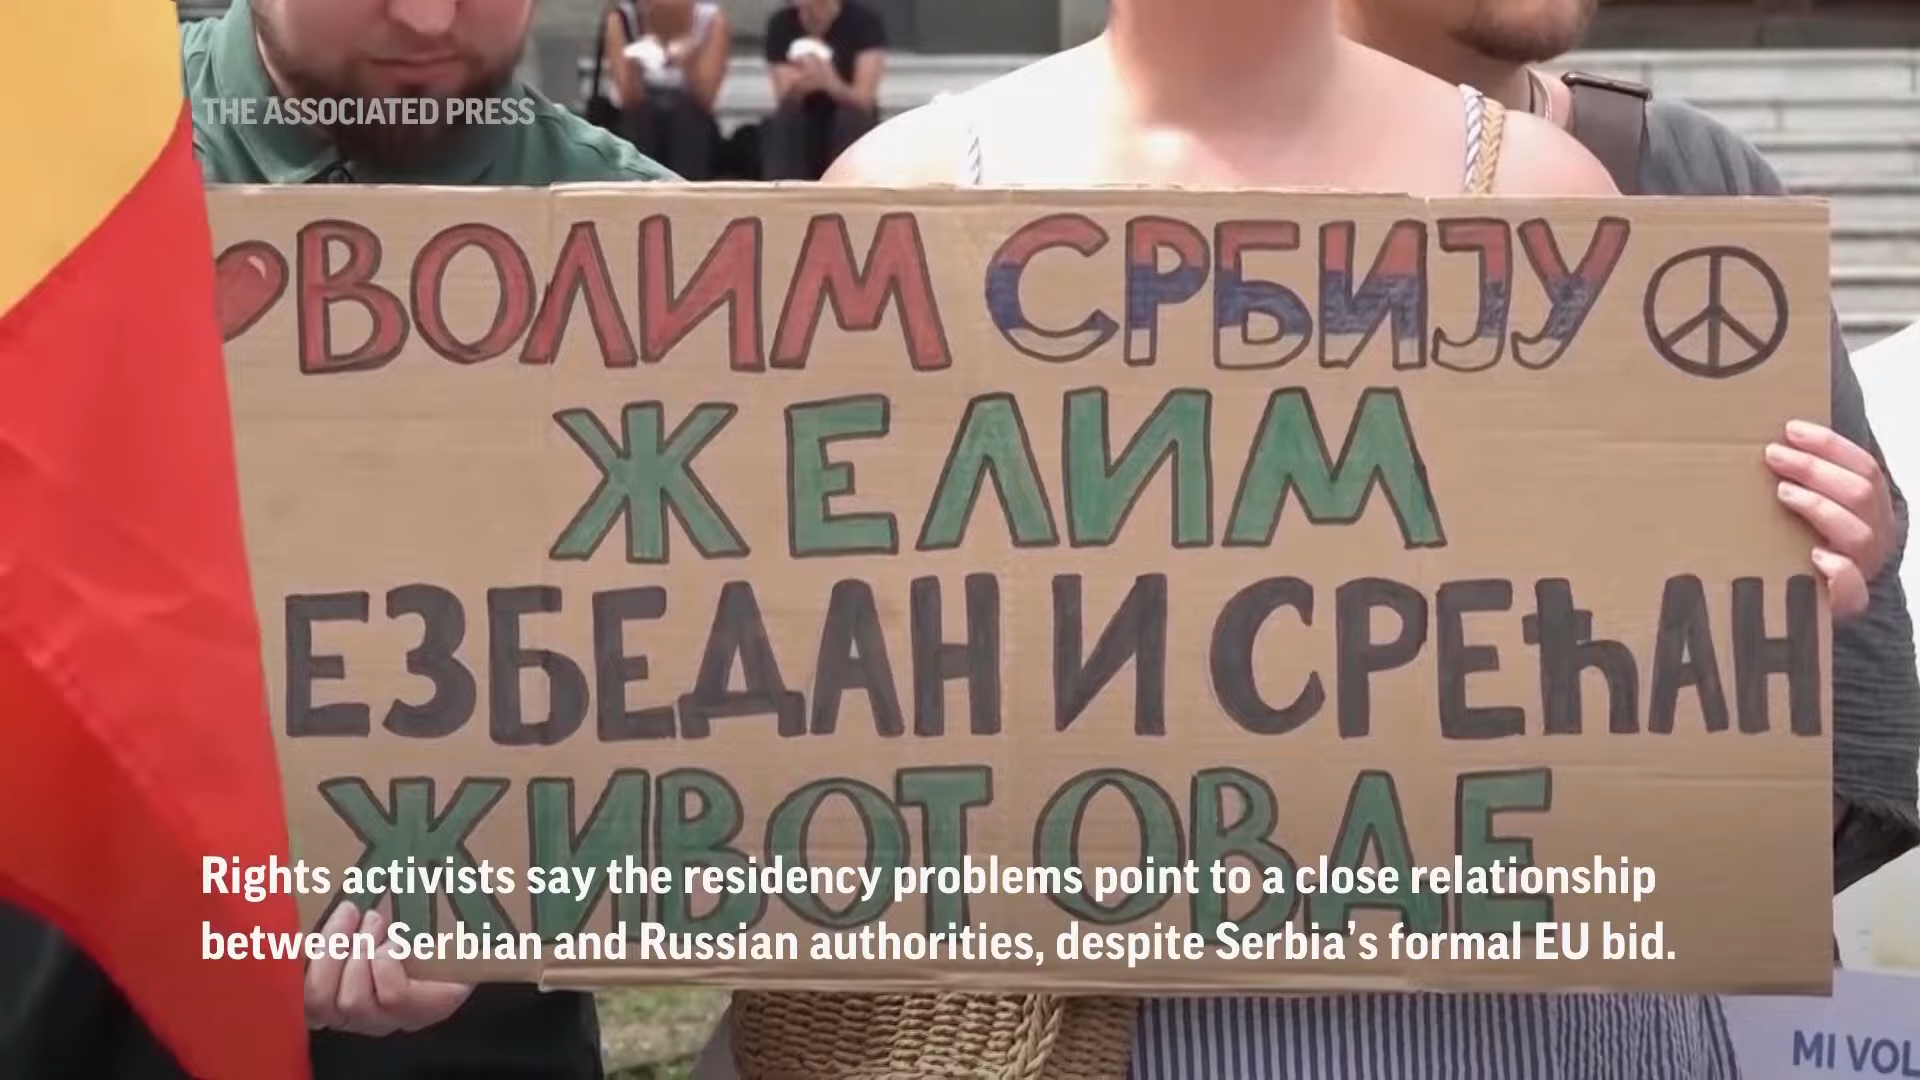 THE ASSOCIATED PRESS
ВОЛИМ СРБИЈУ
ЖЕЛИМ
ЕЗБЕДАН И СРЕЋАН
ЖИВОТ ОВДЕ
Rights activists say the residency problems point to a close relationship
between Serbian and Russian authorities, despite Serbia’s formal EU bid.
MI VOL